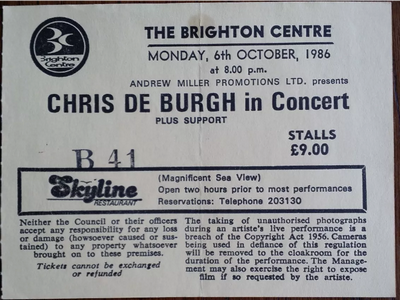 Brighton
Centre
THE BRIGHTON CENTRE
MONDAY, 6th OCTOBER, 1986
at 8.00 p.m.
ANDREW MILLER PROMOTIONS LTD. presents
CHRIS DE BURGH in Concert
PLUS SUPPORT
STALLS
£9.00
B 41
Skyline
RESTAURANT
(Magnificent Sea View)
Open two hours prior to most performances
Reservations: Telephone 203130
Neither the Council or their officers
accept any responsibility for any loss
or damage (howsoever caused or
sustained) to any property whatsoever
brought on to these premises.
Tickets cannot be exchanged
or refunded
The taking of unauthorised photographs
during an artiste's live performance is a
breach of the Copyright Act 1956. Cameras
being used in defiance of this regulation
will be removed to the cloakroom for the
duration of the performance. The Manage-
ment may also exercise the right to expose
film if so requested by the artiste.